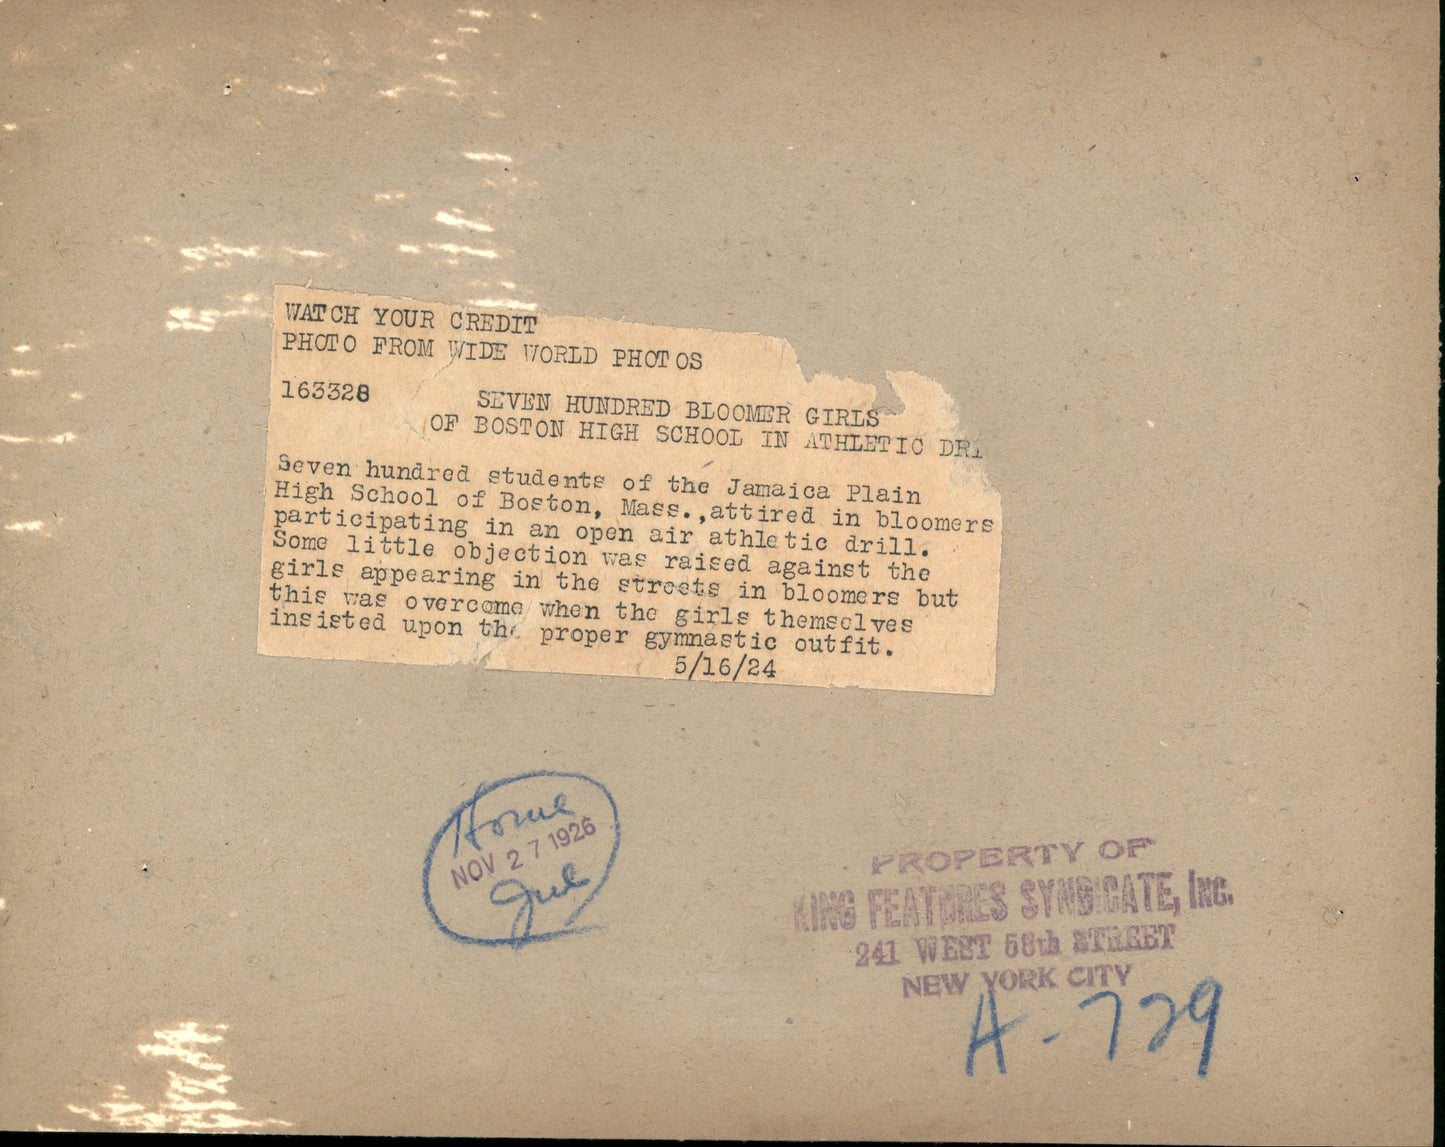 WATCH YOUR CREDIT
PHOTO FROM WIDE WORLD PHOTOS
163328 SEVEN HUNDRED BLOOMER GIRLS
OF BOSTON HIGH SCHOOL IN ATHLETIC
Seven hundred students of the Jamaica Plain
High School of Boston, Mass.,attired in bloomers
participating in an open air athletic drill.
Some little objection was raised against the
girls appearing in the streets in bloomers but
this was overcome when the girls themselves
insisted upon the proper gymnastic outfit.
5/16/24
Home
NOV 27 1926
PROPERTY OF
KING FEATURES SYNDICATE, INC.
241 WEST 58th STREET
NEW YORK CITY
A-729